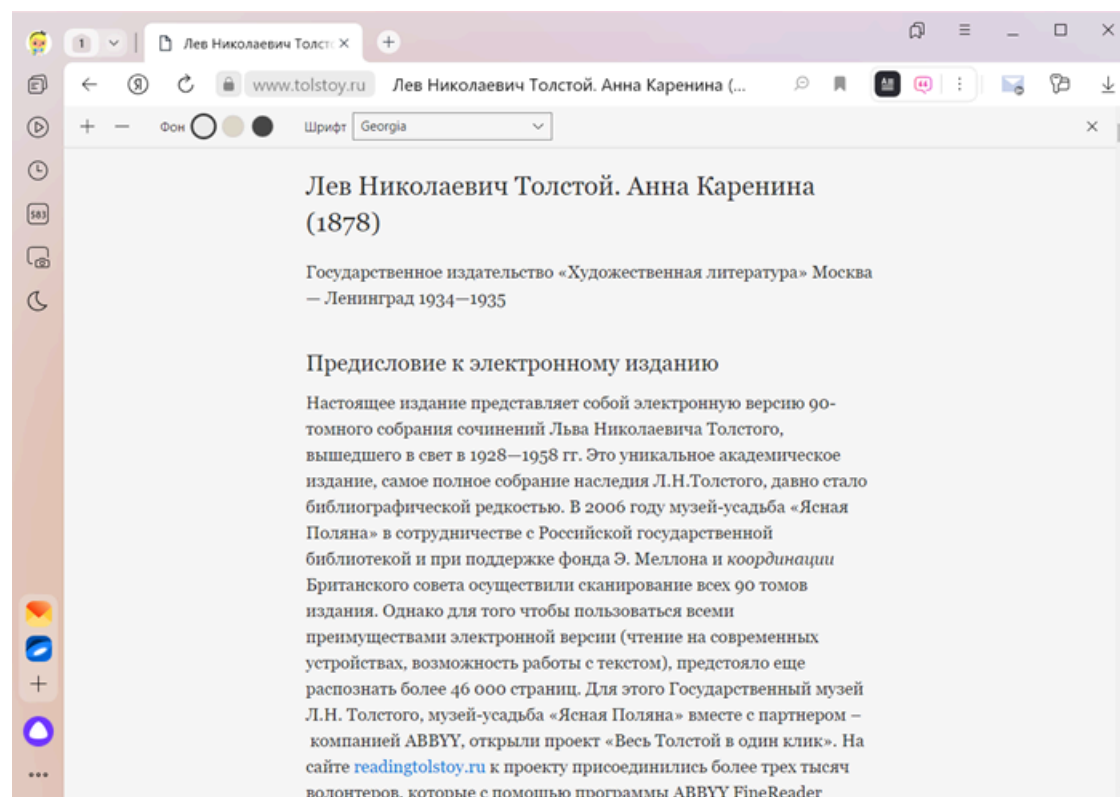 1
Лев Николаевич Толст
www.tolstoy.ru Лев Николаевич Толстой. Анна Каренина (...
Фон Шрифт Georgia
583
Лев Николаевич Толстой. Анна Каренина
(1878)
Государственное издательство «Художественная литература» Москва
— Ленинград 1934—1935
Предисловие к электронному изданию
Настоящее издание представляет собой электронную версию 90-
томного собрания сочинений Льва Николаевича Толстого,
вышедшего в свет в 1928—1958 гг. Это уникальное академическое
издание, самое полное собрание наследия Л.Н.Толстого, давно стало
библиографической редкостью. В 2006 году музей-усадьба «Ясная
Поляна» в сотрудничестве с Российской государственной
библиотекой и при поддержке фонда Э. Меллона и координации
Британского совета осуществили сканирование всех 90 томов
издания. Однако для того чтобы пользоваться всеми
преимуществами электронной версии (чтение на современных
устройствах, возможность работы с текстом), предстояло еще
распознать более 46 000 страниц. Для этого Государственный музей
Л.Н. Толстого, музей-усадьба «Ясная Поляна» вместе с партнером –
компанией ABBYY, открыли проект «Весь Толстой в один клик». На
сайте readingtolstoy.ru к проекту присоединились более трех тысяч
волонтеров, которые с помощью программы ABBYY FineReader